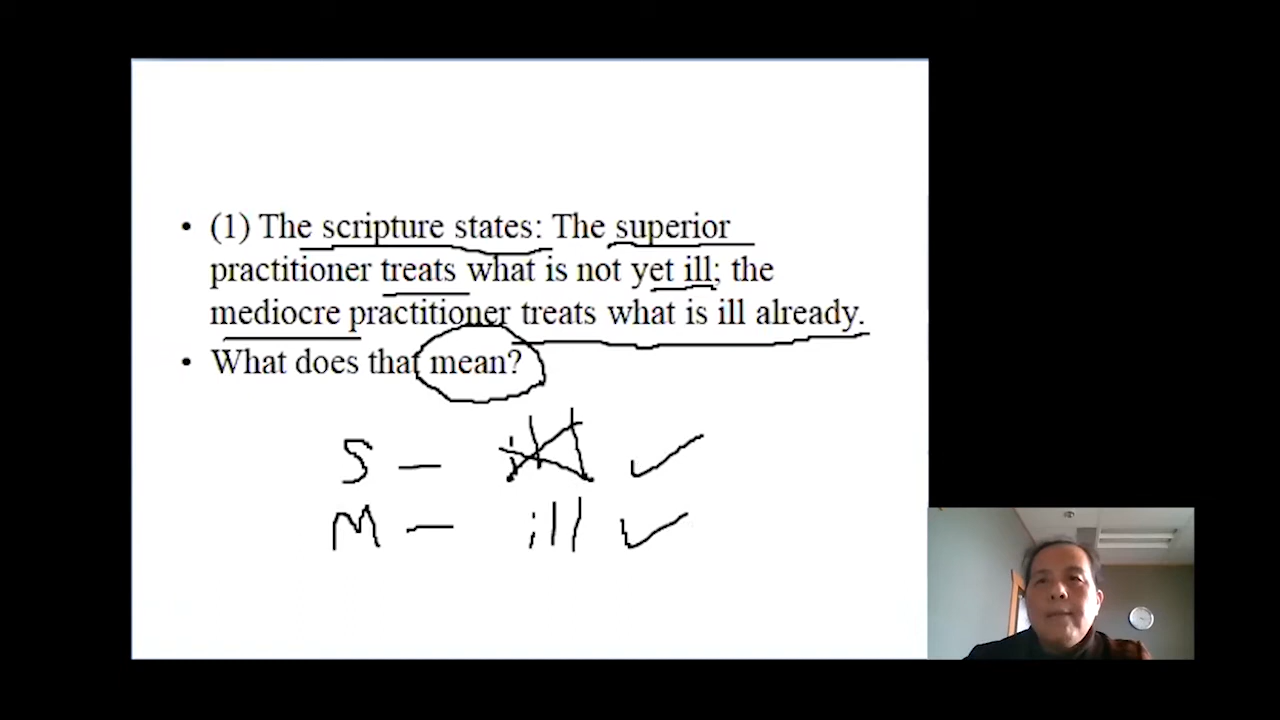 • (1) The scripture states: The superior
practitioner treats what is not yet ill; the
mediocre practitioner treats what is ill already.
• What does that mean?
S – ill ✓
M – ill ✓